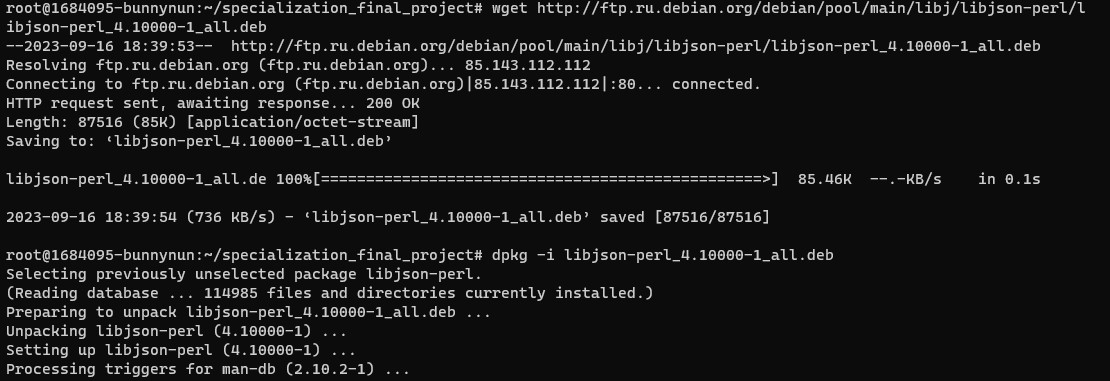 root@1684095-bunnynun:~/specialization_final_project# wget http://ftp.ru.debian.org/debian/pool/main/libj/libjson-perl/l
ibjson-perl_4.10000-1_all.deb
--2023-09-16 18:39:53--  http://ftp.ru.debian.org/debian/pool/main/libj/libjson-perl/libjson-perl_4.10000-1_all.deb
Resolving ftp.ru.debian.org (ftp.ru.debian.org)... 85.143.112.112
Connecting to ftp.ru.debian.org (ftp.ru.debian.org)|85.143.112.112|:80... connected.
HTTP request sent, awaiting response... 200 OK
Length: 87516 (85K) [application/octet-stream]
Saving to: ‘libjson-perl_4.10000-1_all.deb’

libjson-perl_4.10000-1_all.de 100%[=================================================>]  85.46K  --.-KB/s    in 0.1s

2023-09-16 18:39:54 (736 KB/s) - ‘libjson-perl_4.10000-1_all.deb’ saved [87516/87516]

root@1684095-bunnynun:~/specialization_final_project# dpkg -i libjson-perl_4.10000-1_all.deb
Selecting previously unselected package libjson-perl.
(Reading database ... 114985 files and directories currently installed.)
Preparing to unpack libjson-perl_4.10000-1_all.deb ...
Unpacking libjson-perl (4.10000-1) ...
Setting up libjson-perl (4.10000-1) ...
Processing triggers for man-db (2.10.2-1) ...